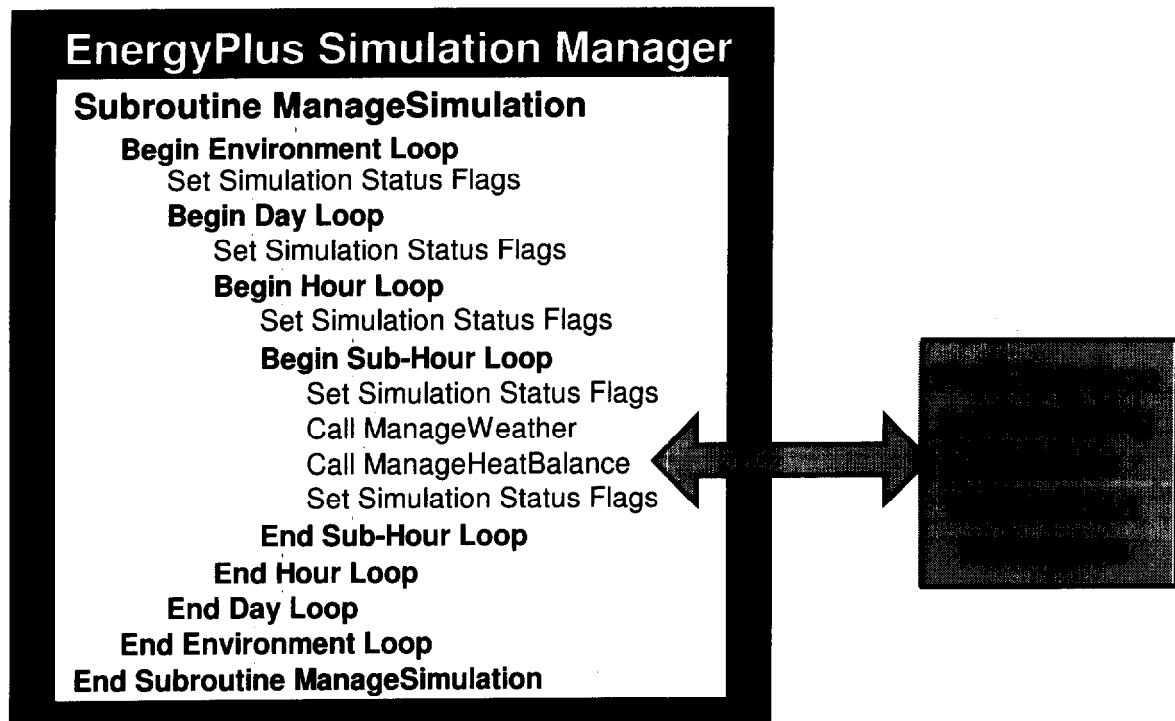 EnergyPlus Simulation Manager
Subroutine ManageSimulation
Begin Environment Loop
Set Simulation Status Flags
Begin Day Loop
Set Simulation Status Flags
Begin Hour Loop
Set Simulation Status Flags
Begin Sub-Hour Loop
Set Simulation Status Flags
Call ManageWeather
Call ManageHeatBalance
Set Simulation Status Flags
End Sub-Hour Loop
End Hour Loop
End Day Loop
End Environment Loop
End Subroutine ManageSimulation